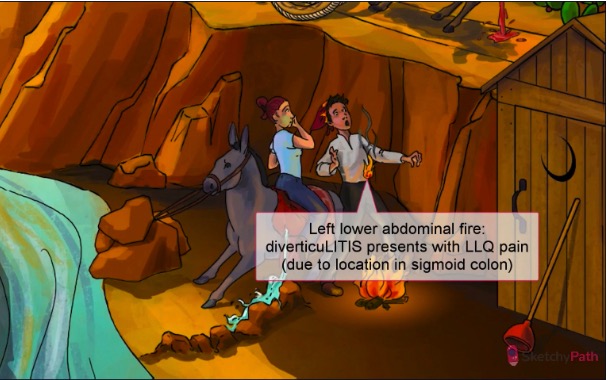 Left lower abdominal fire:
diverticuLITIS presents with LLQ pain
(due to location in sigmoid colon)
SketchyPath